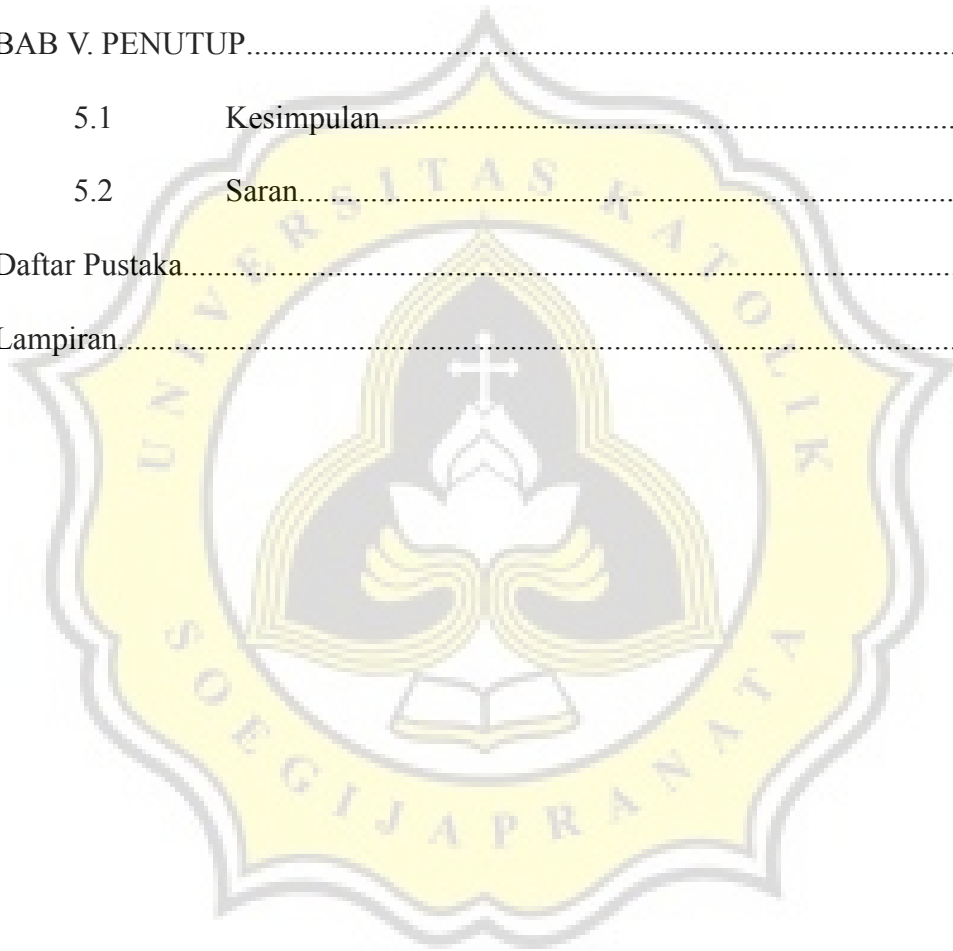 BAB V. PENUTUP....................................................................................
5.1 Kesimpulan..............................................................................
5.2 Saran........................................................................................
Daftar Pustaka...........................................................................................
Lampiran...................................................................................................
UNIVERSITAS KATOLIK
SOEGIJAPRANATA